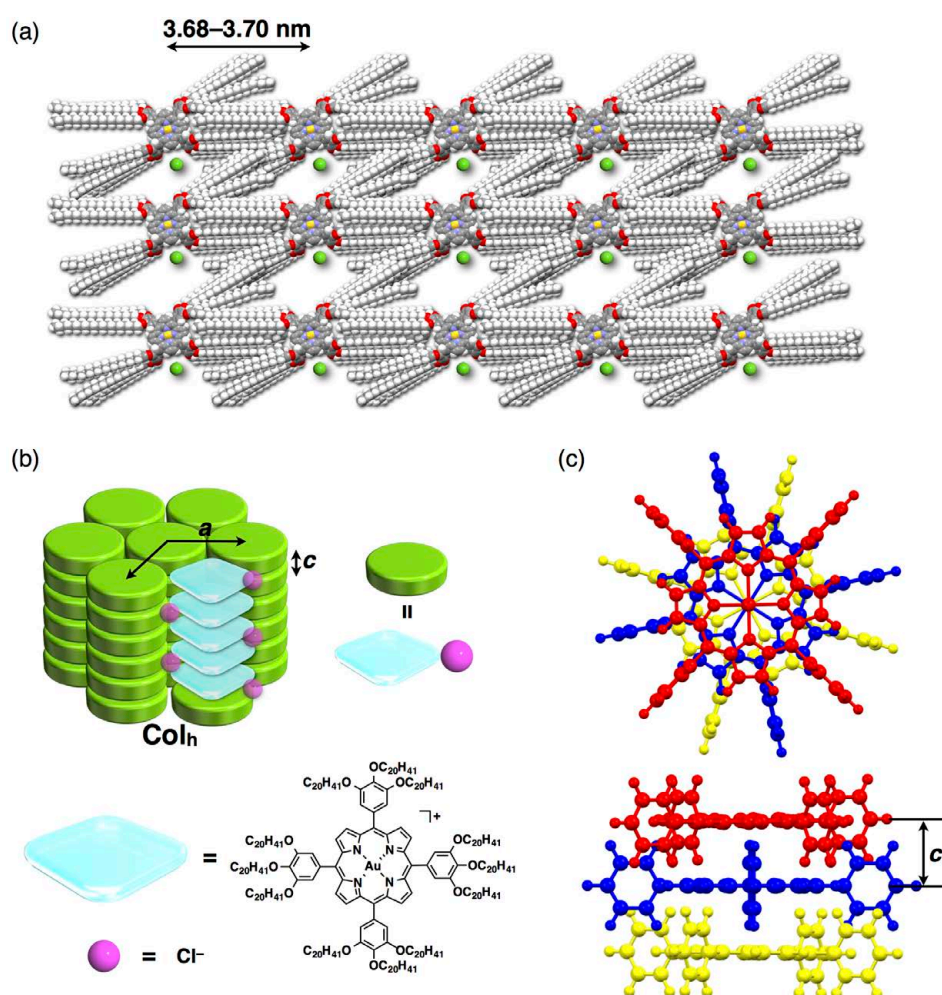 (a)
3.68–3.70 nm
(b)
a
c
Colh
=
(c)
c
OC20H41
C20H41O OC20H41
+
C20H41O OC20H41
C20H41O N N OC20H41
= Au
C20H41O N N OC20H41
= Cl–
C20H41O OC20H41
OC20H41